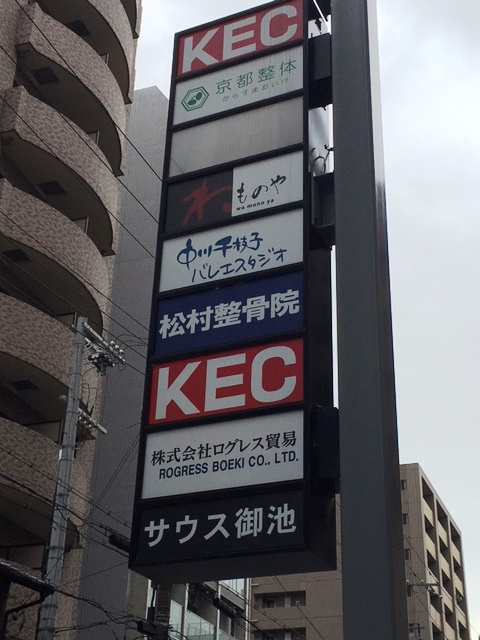 KEC
京都整体
からすまおいけ
わ
ものや
wa mono ya
中川千枝子
バレエスタジオ
松村整骨院
KEC
株式会社ログレス貿易
ROGRESS BOEKI CO., LTD.
サウス御池